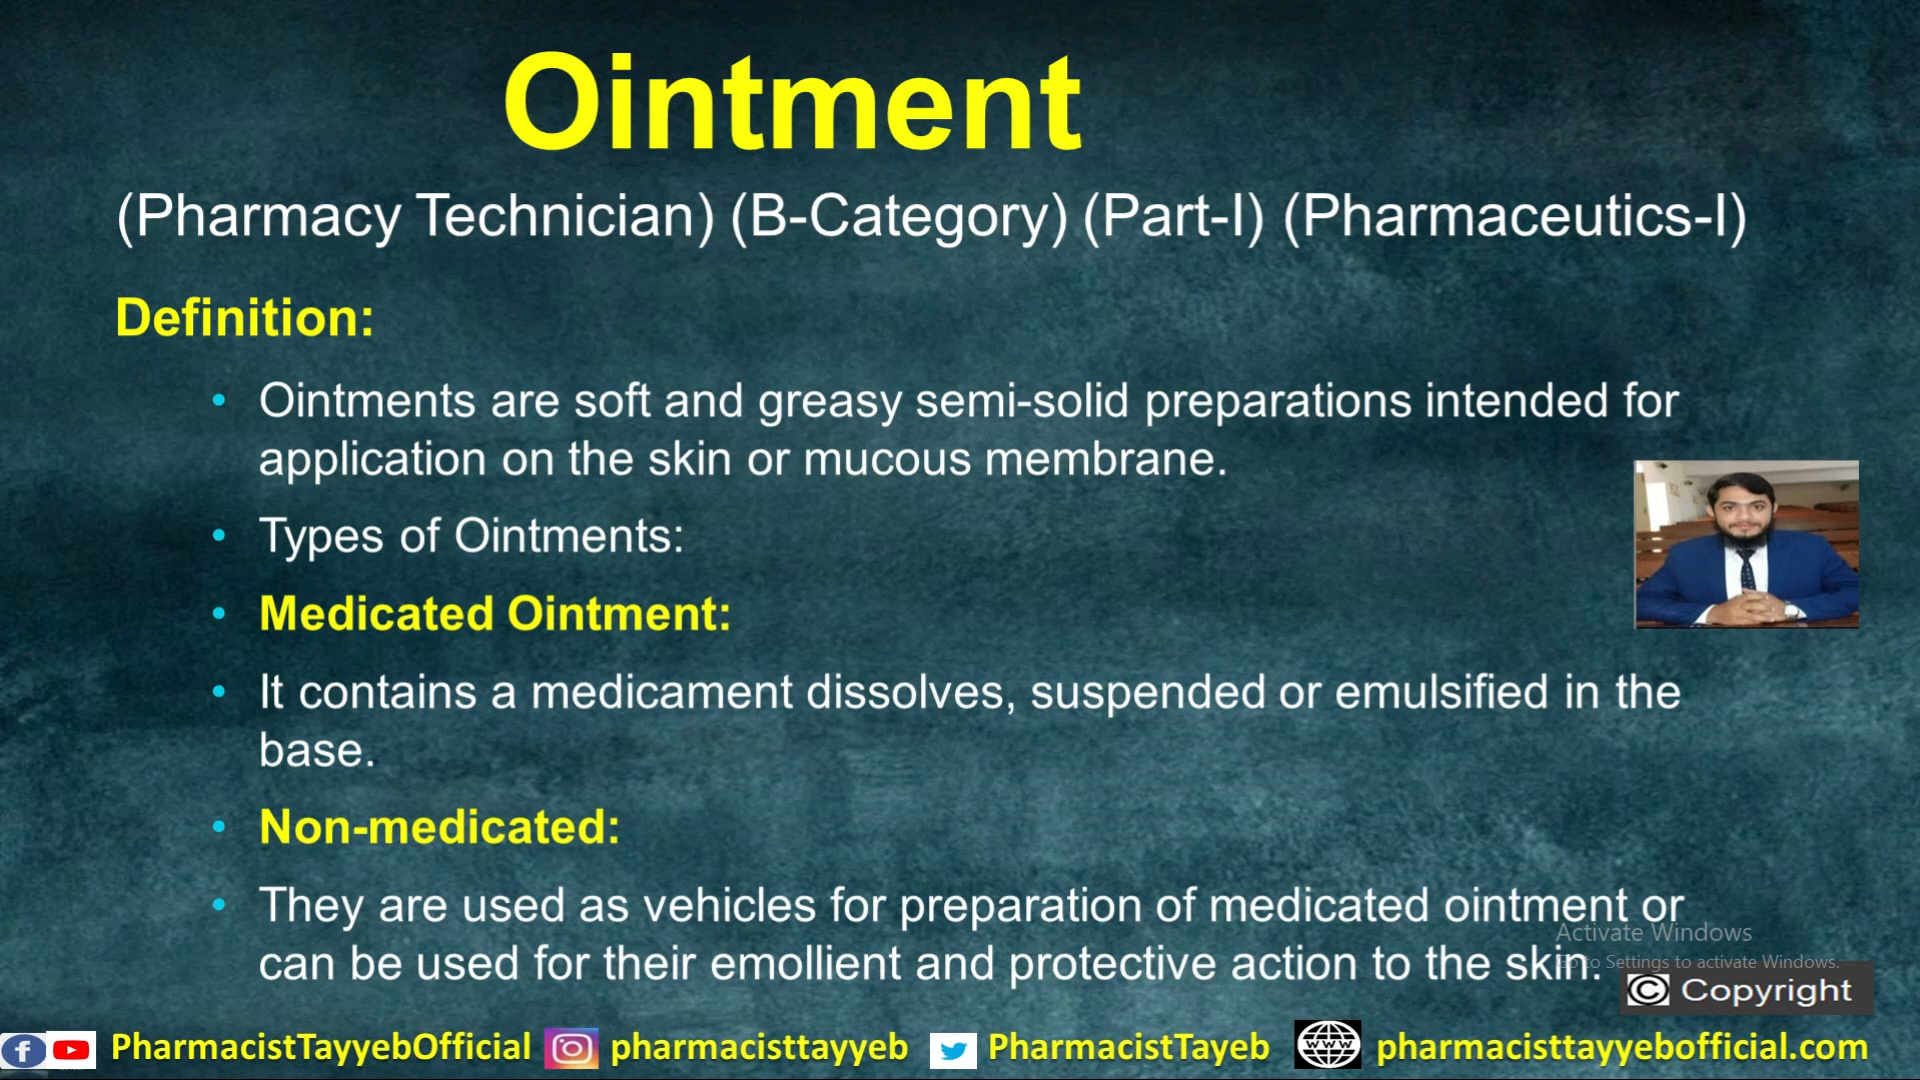 Ointment
(Pharmacy Technician) (B-Category) (Part-I) (Pharmaceutics-I)
Definition:
• Ointments are soft and greasy semi-solid preparations intended for
application on the skin or mucous membrane.
• Types of Ointments:
• Medicated Ointment:
• It contains a medicament dissolves, suspended or emulsified in the
base.
• Non-medicated:
• They are used as vehicles for preparation of medicated ointment or
can be used for their emollient and protective action to the skin.
Activate Windows
Go to Settings to activate Windows.
© Copyright
PharmacistTayyebOfficial pharmacisttayyeb PharmacistTayeb WWW pharmacisttayyebofficial.com